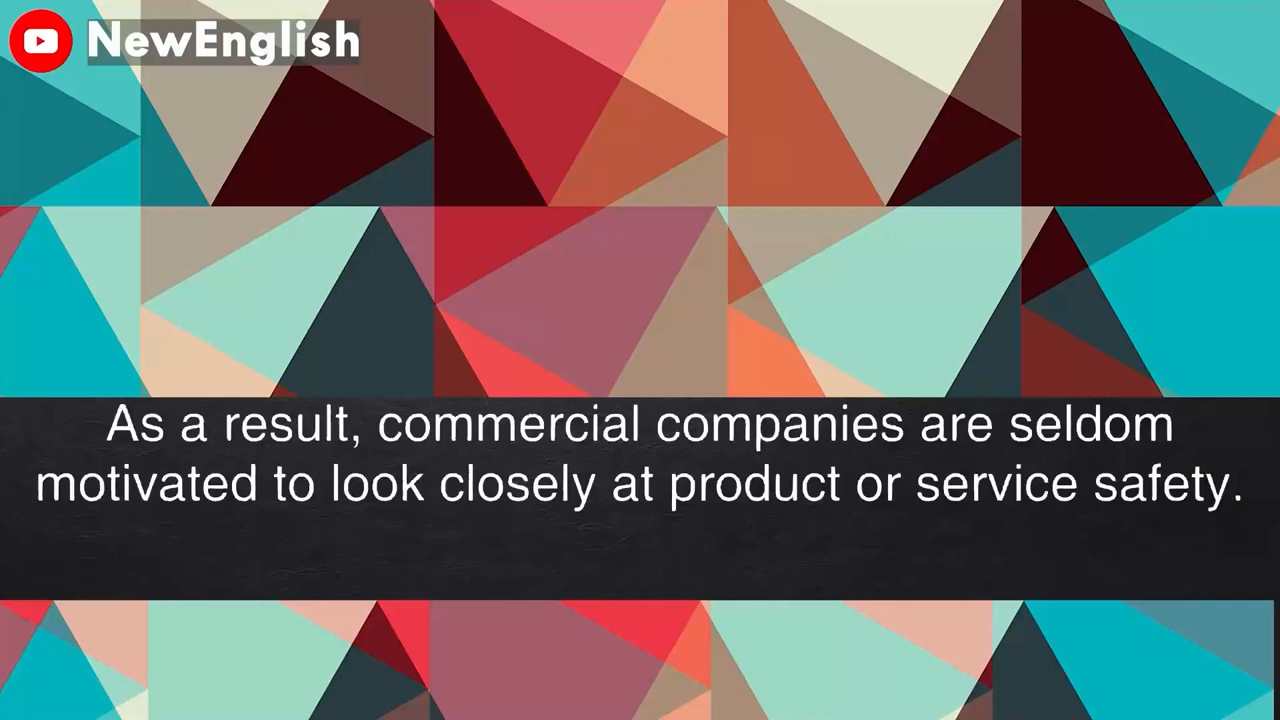 NewEnglish
As a result, commercial companies are seldom
motivated to look closely at product or service safety.